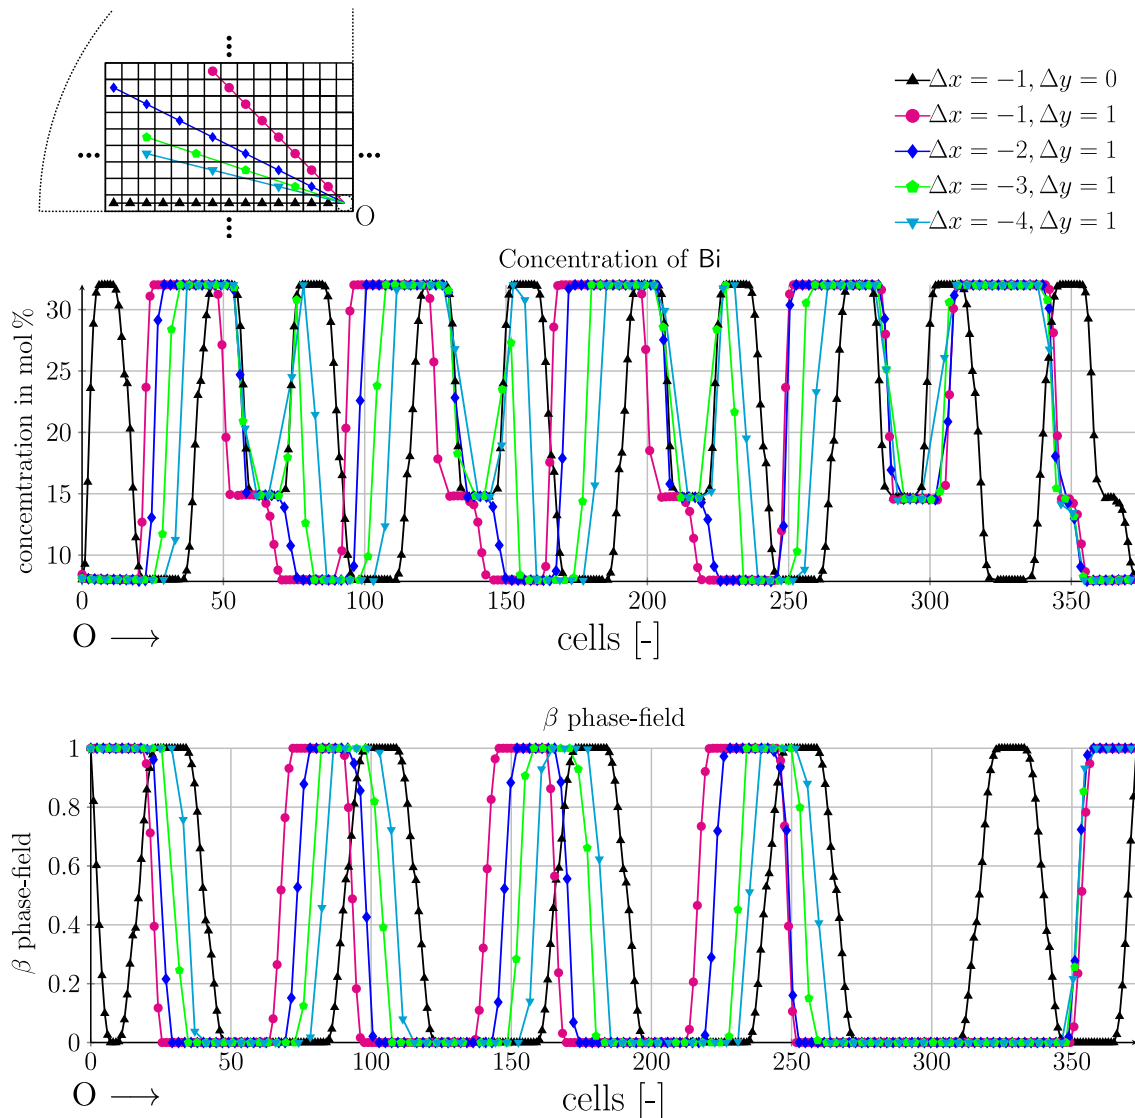 O
Δx = −1, Δy = 0
Δx = −1, Δy = 1
Δx = −2, Δy = 1
Δx = −3, Δy = 1
Δx = −4, Δy = 1
Concentration of Bi
concentration in mol %
30
25
20
15
10
0 50 100 150 200 250 300 350
O → cells [-]
β phase-field
β phase-field
1
0.8
0.6
0.4
0.2
0
0 50 100 150 200 250 300 350
O → cells [-]